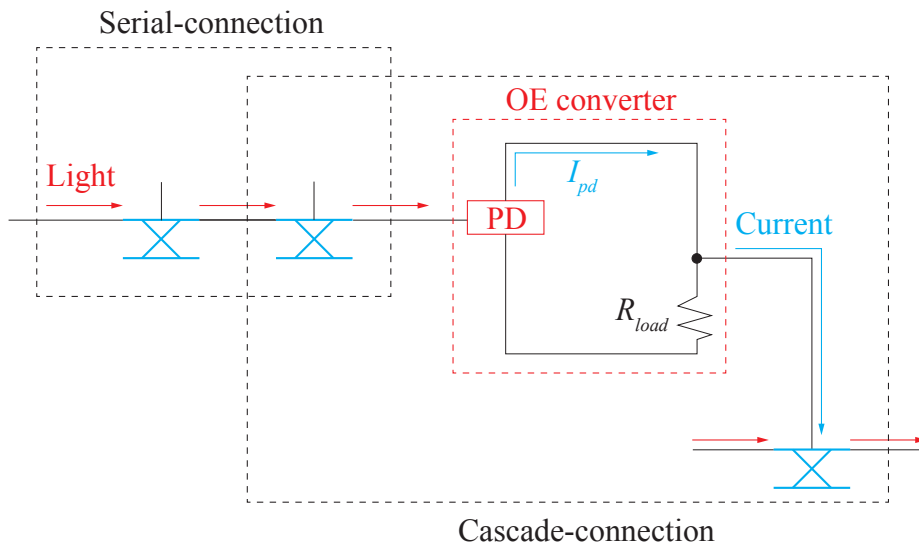 Serial-connection
OE converter
Light
I_pd
PD
Current
R_load
Cascade-connection